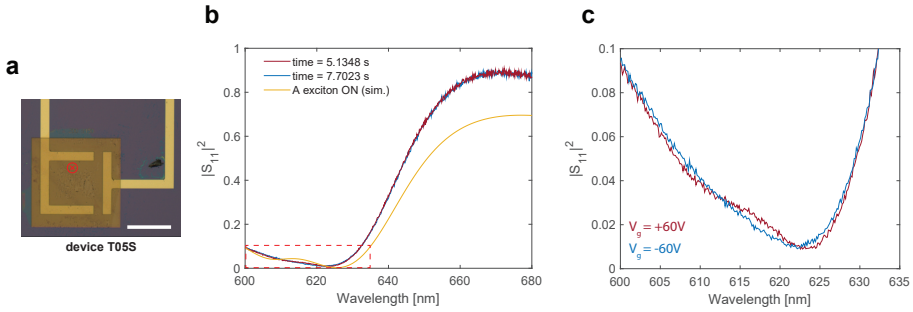 a
device T05S
b
time = 5.1348 s
time = 7.7023 s
A exciton ON (sim.)
|S11|²
1
0.8
0.6
0.4
0.2
0
600
620
640
660
680
Wavelength [nm]
c
|S11|²
0.1
0.08
0.06
0.04
0.02
0
Vg = +60V
Vg = -60V
600
605
610
615
620
625
630
635
Wavelength [nm]